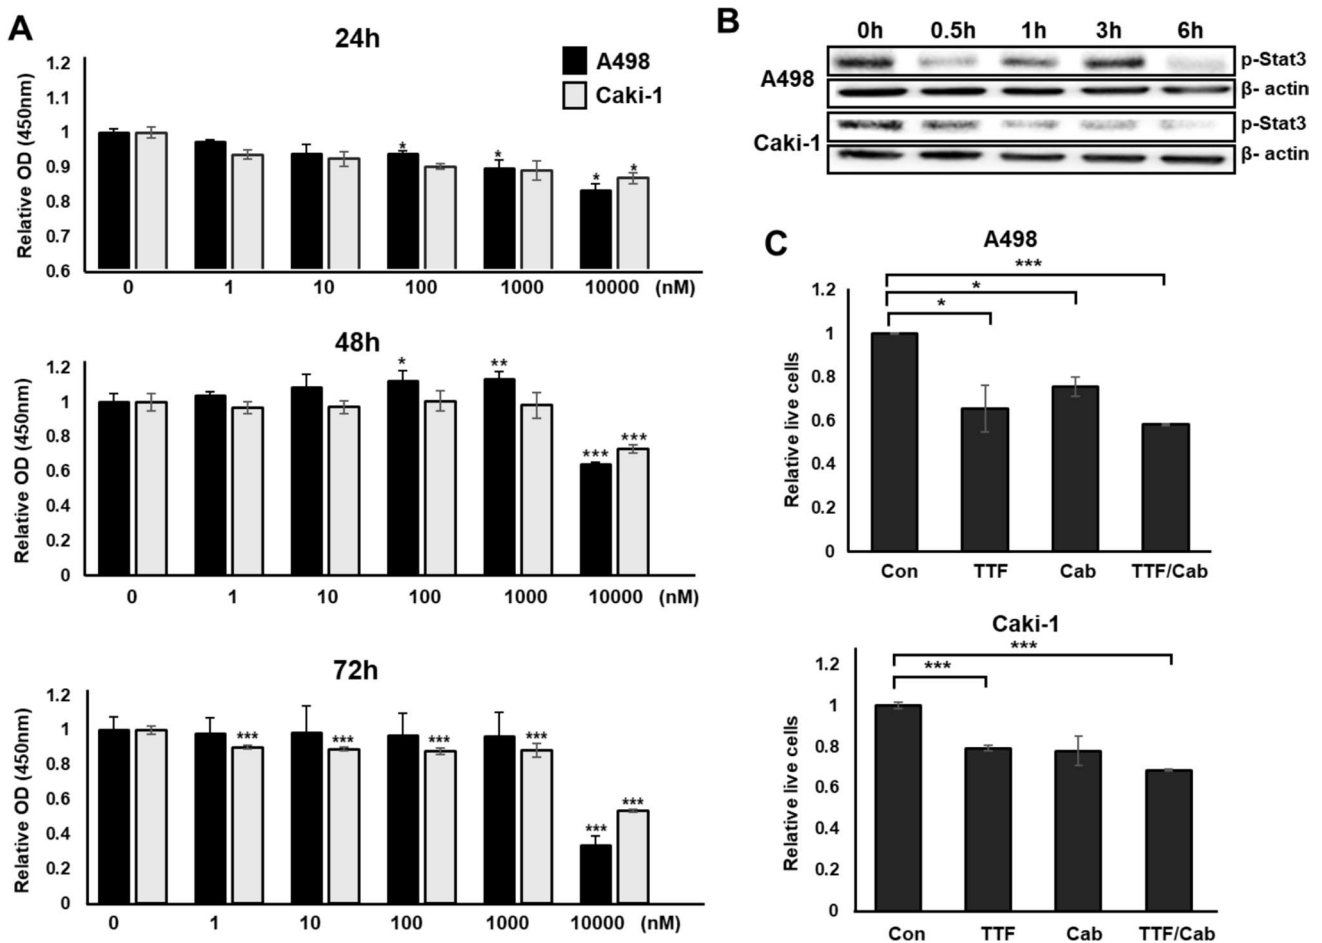 A
24h
A498
Caki-1
Relative OD (450nm)
1.2
1.1
1
0.9
0.8
0.7
0.6
* * * *
0 1 10 100 1000 10000 (nM)
48h
Relative OD (450nm)
1.2
1
0.8
0.6
0.4
0.2
0
* ** *** ***
0 1 10 100 1000 10000 (nM)
72h
Relative OD (450nm)
1.2
1
0.8
0.6
0.4
0.2
0
*** *** *** *** *** ***
0 1 10 100 1000 10000 (nM)
B
0h 0.5h 1h 3h 6h
A498
p-Stat3
β- actin
Caki-1
p-Stat3
β- actin
C
A498
***
*
*
Relative live cells
1.2
1
0.8
0.6
0.4
0.2
0
Con TTF Cab TTF/Cab
Caki-1
***
***
Relative live cells
1.2
1
0.8
0.6
0.4
0.2
0
Con TTF Cab TTF/Cab